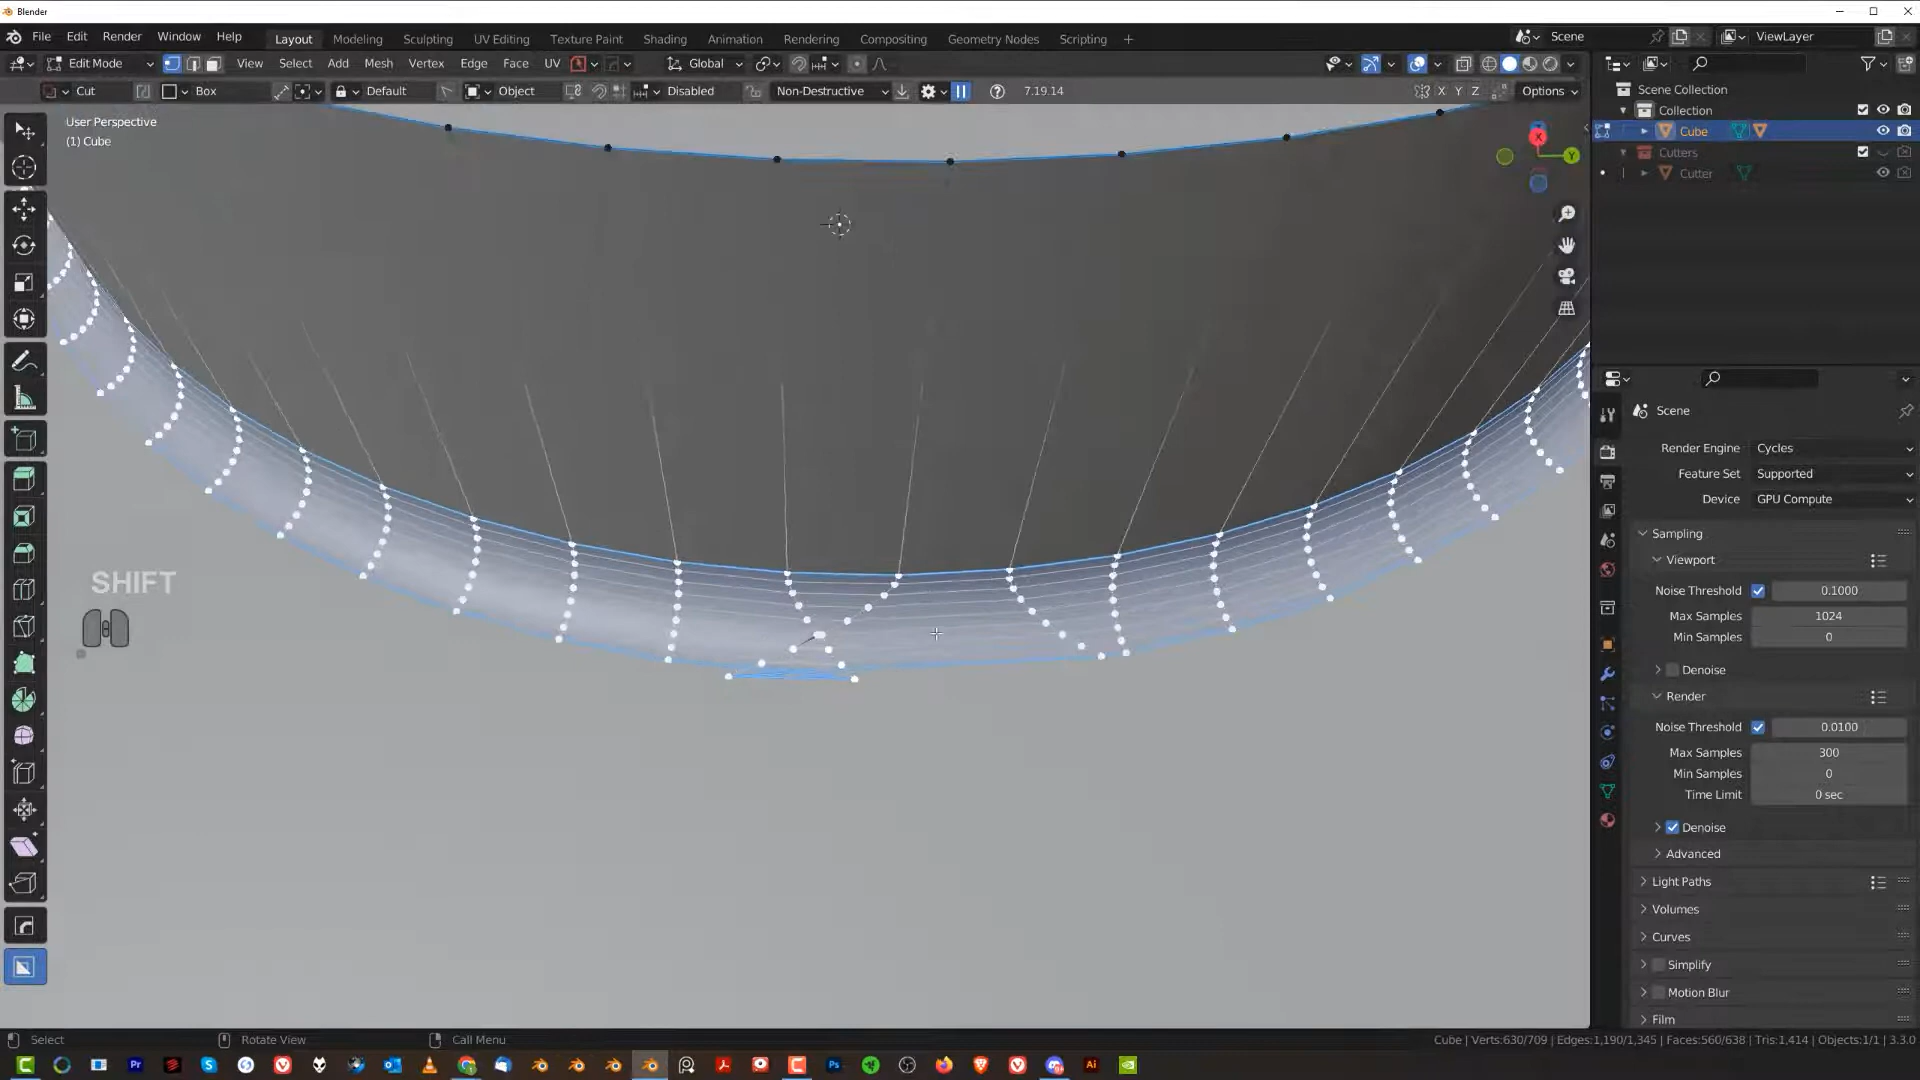 Blender
File Edit Render Window Help Layout Modeling Sculpting UV Editing Texture Paint Shading Animation Rendering Compositing Geometry Nodes Scripting + Scene ViewLayer
Edit Mode View Select Add Mesh Vertex Edge Face UV Global
Cut Box Default Object Disabled Non-Destructive 7.19.14 X Y Z Options
User Perspective
(1) Cube
X
Y
SHIFT
Scene Collection
Collection
Cube
Cutters
Cutter
Scene
Render Engine Cycles
Feature Set Supported
Device GPU Compute
Sampling
Viewport
Noise Threshold 0.1000
Max Samples 1024
Min Samples 0
Denoise
Render
Noise Threshold 0.0100
Max Samples 300
Min Samples 0
Time Limit 0 sec
Denoise
Advanced
Light Paths
Volumes
Curves
Simplify
Motion Blur
Film
Select Rotate View Call Menu Cube | Verts:630/709 | Edges:1,190/1,345 | Faces:560/638 | Tris:1,414 | Objects:1/1 | 3.3.0
Pr S Ps Ai